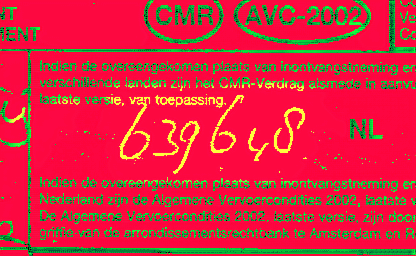 NT CMR AVC-2002
MENT
Indien de overeengekomen plaats van inontvangstneming en
verschillende landen zijn het CMR-Verdrag alsmede in aanvu
laatste versie, van toepassing.
639648 NL
Indien de overeengekomen plaats van inontvangstneming en
Nederland zijn de Algemene Vervoercondities 2002, laatste v
De Algemene Vervoercondities 2002, laatste versie, zijn door
griffie van de arrondissementsrechtbank te Amsterdam en R